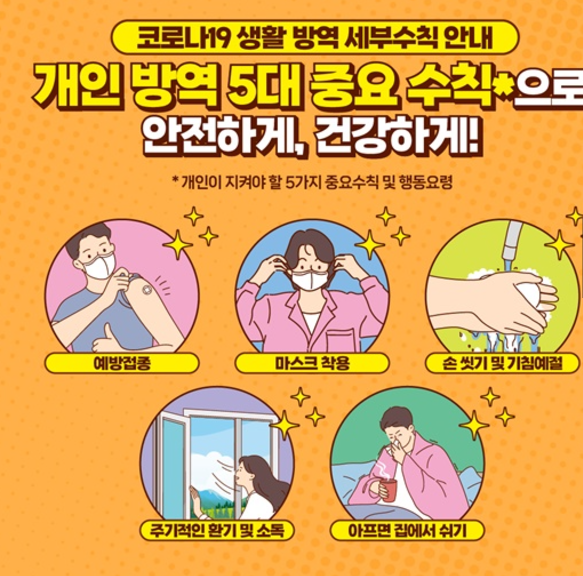 코로나19 생활 방역 세부수칙 안내
개인 방역 5대 중요 수칙*으로
안전하게, 건강하게!
* 개인이 지켜야 할 5가지 중요수칙 및 행동요령
예방접종
마스크 착용
손 씻기 및 기침예절
주기적인 환기 및 소독
아프면 집에서 쉬기